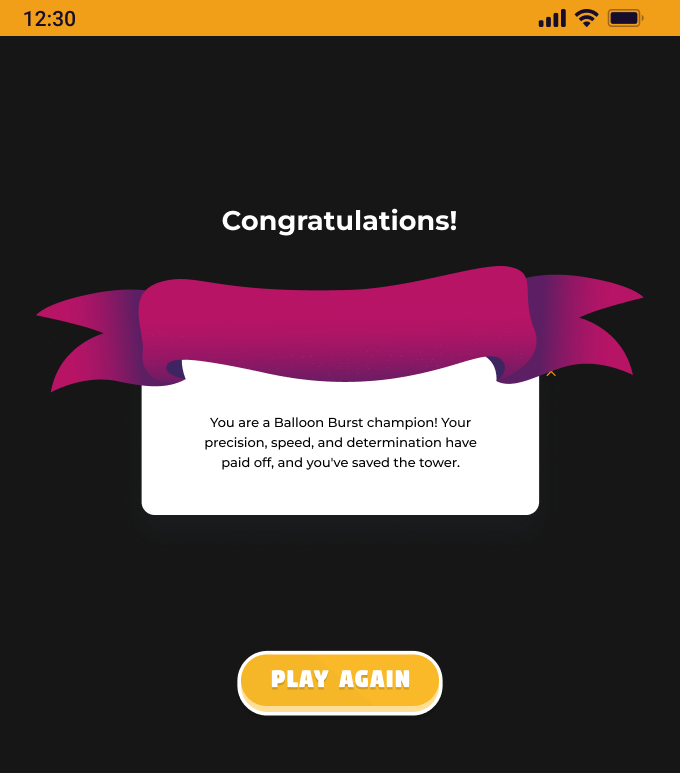 12:30
Congratulations!
You are a Balloon Burst champion! Your
precision, speed, and determination have
paid off, and you've saved the tower.
PLAY AGAIN